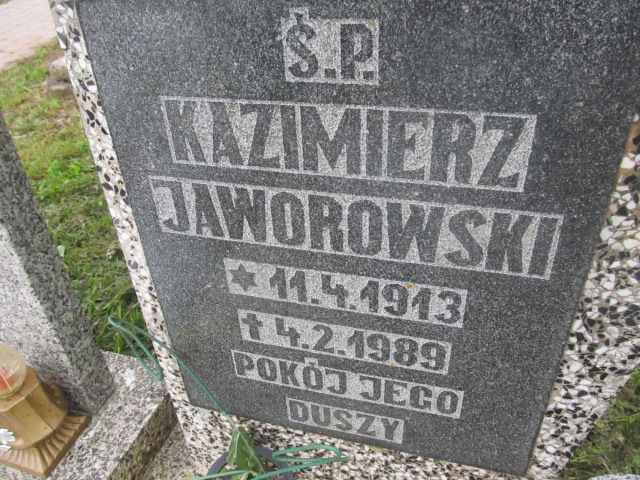 Ś.P.
KAZIMIERZ
JAWOROWSKI
* 11.4.1913
† 4.2.1989
POKÓJ JEGO
DUSZY